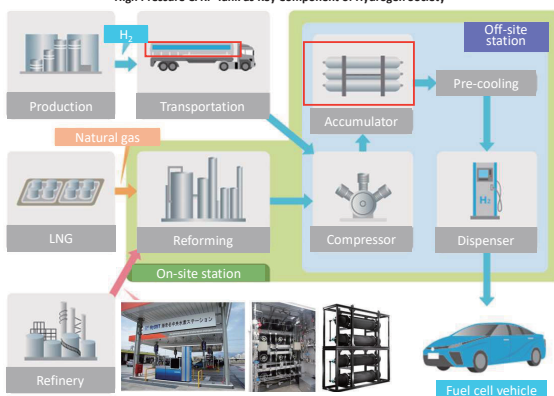 Off-site
station
H₂
Production
Transportation
Accumulator
Pre-cooling
Natural gas
LNG
Reforming
Compressor
H₂
Dispenser
On-site station
Refinery
Fuel cell vehicle